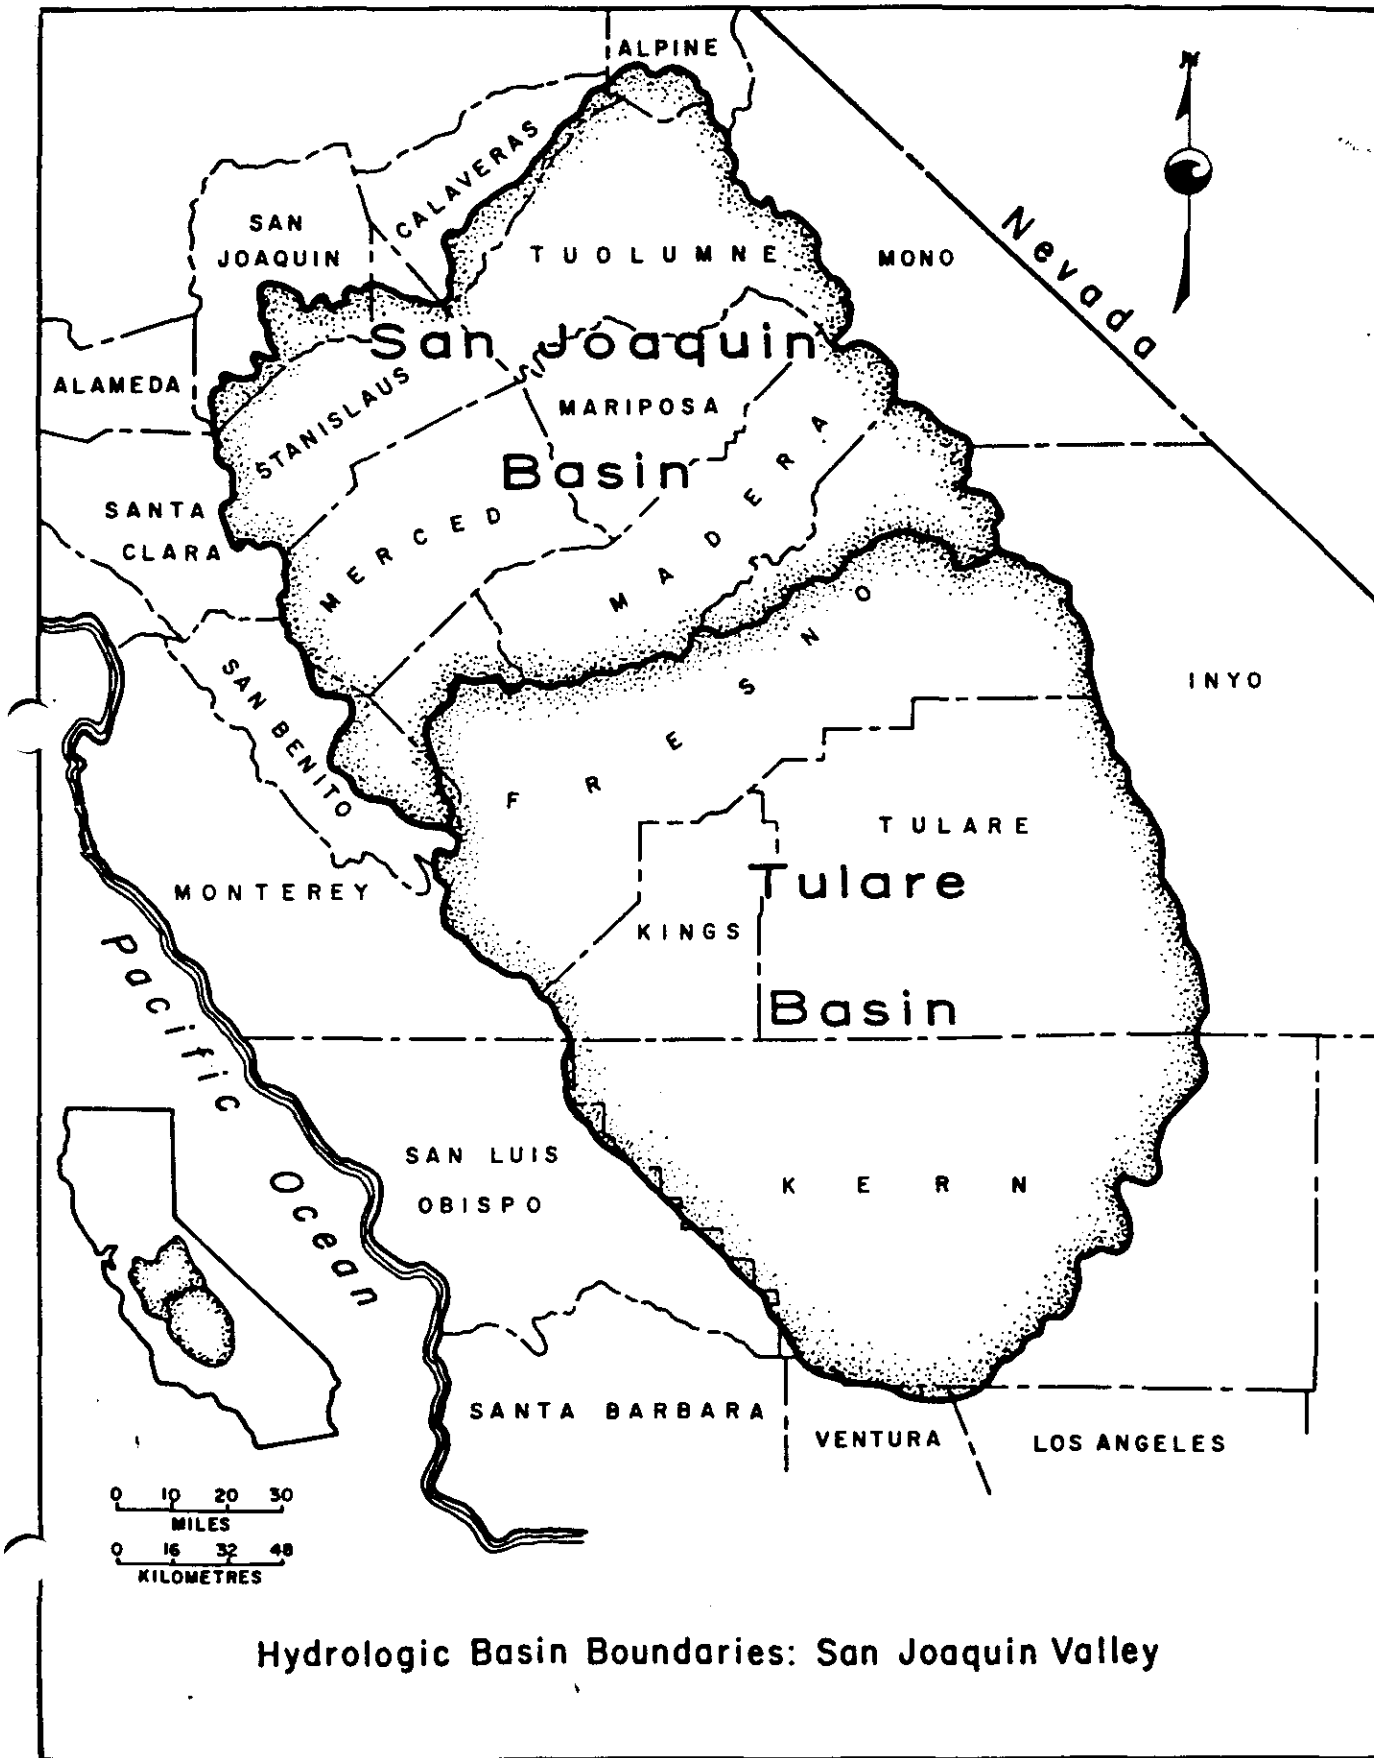 ALPINE
N
CALAVERAS
SAN
JOAQUIN
TUOLUMNE
MONO
Nevada
San Joaquin
ALAMEDA
STANISLAUS
MARIPOSA
Basin
SANTA
CLARA
MERCED
MADERA
FRESNO
SAN BENITO
INYO
TULARE
Tulare
MONTEREY
KINGS
Basin
Pacific Ocean
SAN LUIS
OBISPO
KERN
SANTA BARBARA
VENTURA
LOS ANGELES
0 10 20 30
MILES
0 16 32 48
KILOMETRES
Hydrologic Basin Boundaries: San Joaquin Valley